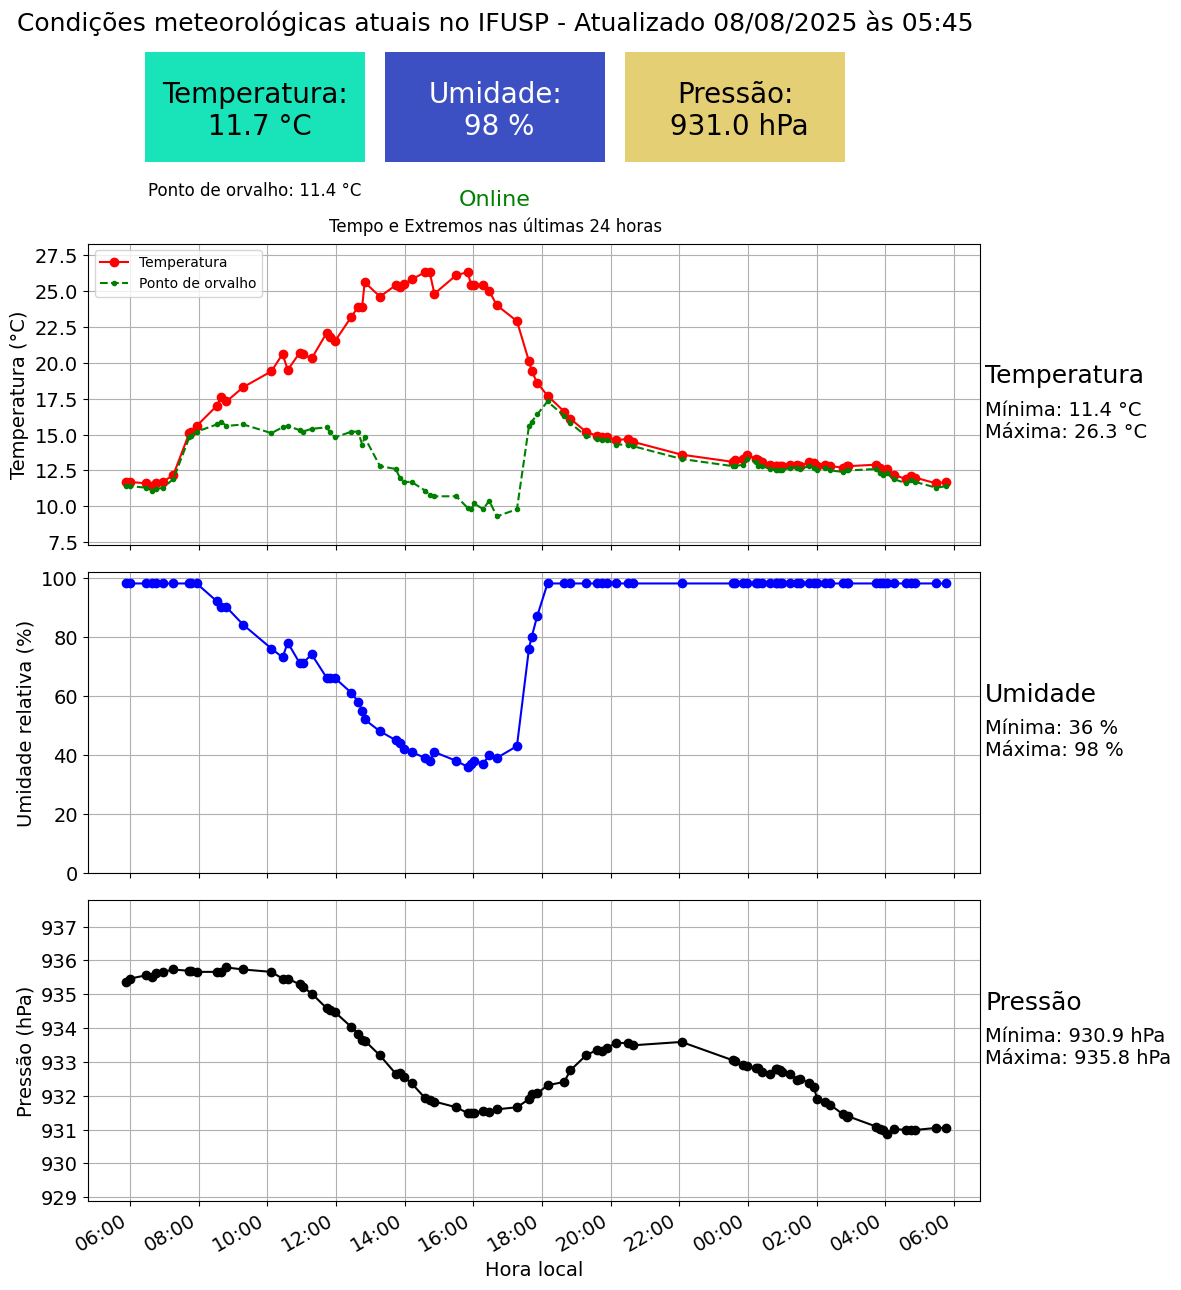 Condições meteorológicas atuais no IFUSP - Atualizado 08/08/2025 às 05:45
Temperatura:
11.7 °C
Umidade:
98 %
Pressão:
931.0 hPa
Ponto de orvalho: 11.4 °C
Online
Tempo e Extremos nas últimas 24 horas
Temperatura
Ponto de orvalho
Temperatura (°C)
27.5
25.0
22.5
20.0
17.5
15.0
12.5
10.0
7.5
Temperatura
Mínima: 11.4 °C
Máxima: 26.3 °C
Umidade relativa (%)
100
80
60
40
20
0
Umidade
Mínima: 36 %
Máxima: 98 %
Pressão (hPa)
937
936
935
934
933
932
931
930
929
Pressão
Mínima: 930.9 hPa
Máxima: 935.8 hPa
06:00 08:00 10:00 12:00 14:00 16:00 18:00 20:00 22:00 00:00 02:00 04:00 06:00
Hora local